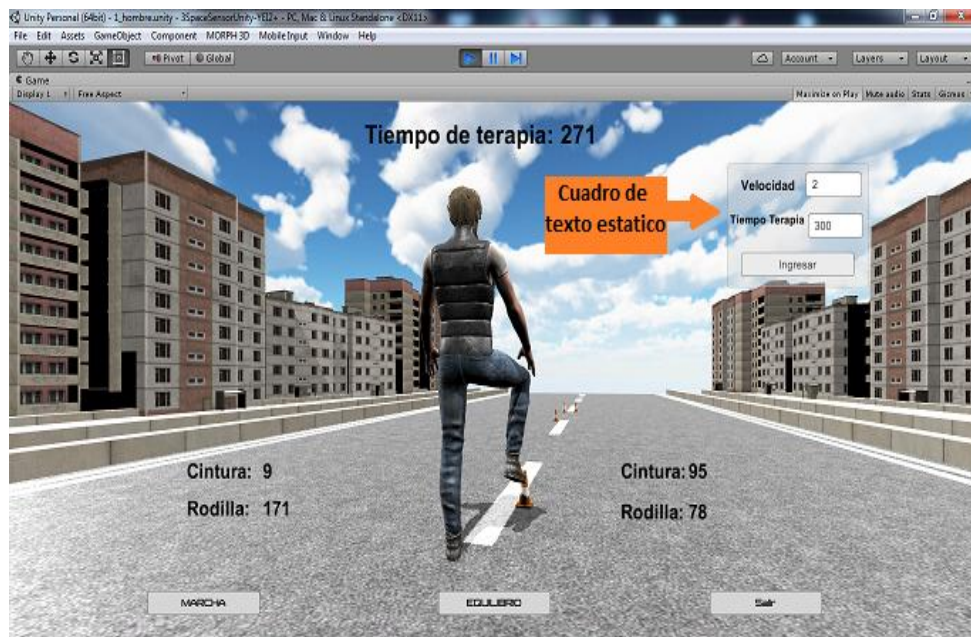 Unity Personal (64bit) - 1_hombre.unity - 3SpaceSensorUnity-YEI2+ - PC, Mac & Linux Standalone <DX11>
File Edit Assets GameObject Component MORPH 3D Mobile Input Window Help
Pivot Global Account Layers Layout
Game
Display 1 Free Aspect Maximize on Play Mute audio Stats Gizmos
Tiempo de terapia: 271
Cuadro de
texto estatico
Velocidad 2
Tiempo Terapia 300
Ingresar
Cintura: 9 Cintura: 95
Rodilla: 171 Rodilla: 78
MARCHA EQUILIBRIO Salir